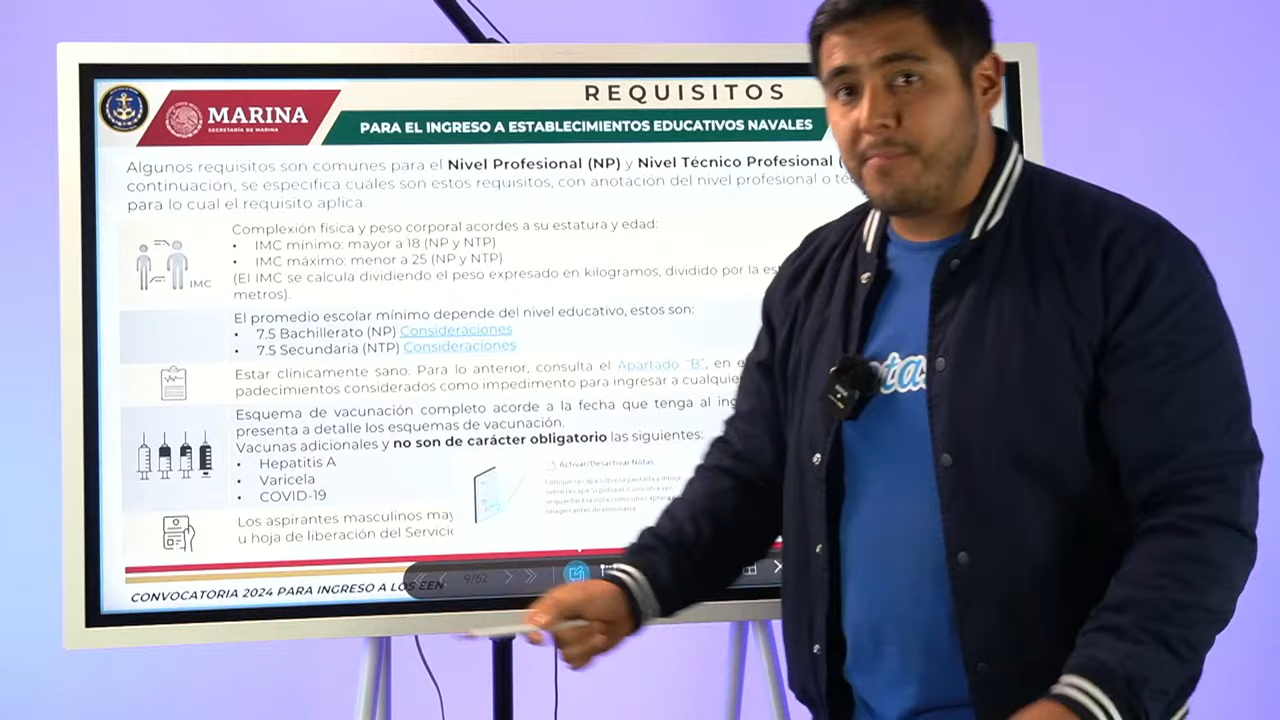 REQUISITOS
MARINA
SECRETARÍA DE MARINA
PARA EL INGRESO A ESTABLECIMIENTOS EDUCATIVOS NAVALES
Algunos requisitos son comunes para el Nivel Profesional (NP) y Nivel Técnico Profesional (
continuación, se especifica cuáles son estos requisitos, con anotación del nivel profesional o
para lo cual el requisito aplica.
Complexión física y peso corporal acordes a su estatura y edad:
• IMC mínimo: mayor a 18 (NP y NTP)
• IMC máximo: menor a 25 (NP y NTP)
(El IMC se calcula dividiendo el peso expresado en kilogramos, dividido por la
metros).
IMC
El promedio escolar mínimo depende del nivel educativo, estos son:
• 7.5 Bachillerato (NP) Consideraciones
• 7.5 Secundaria (NTP) Consideraciones
Estar clínicamente sano. Para lo anterior, consulta el Apartado "B", en
padecimientos considerados como impedimento para ingresar a cualquie
Esquema de vacunación completo acorde a la fecha que tenga al
presenta a detalle los esquemas de vacunación.
Vacunas adicionales y no son de carácter obligatorio las siguientes:
• Hepatitis A
• Varicela
• COVID-19
Activar/Desactivar Notas
Los aspirantes masculinos may
u hoja de liberación del Servici
9/62
CONVOCATORIA 2024 PARA INGRESO A LOS EEN